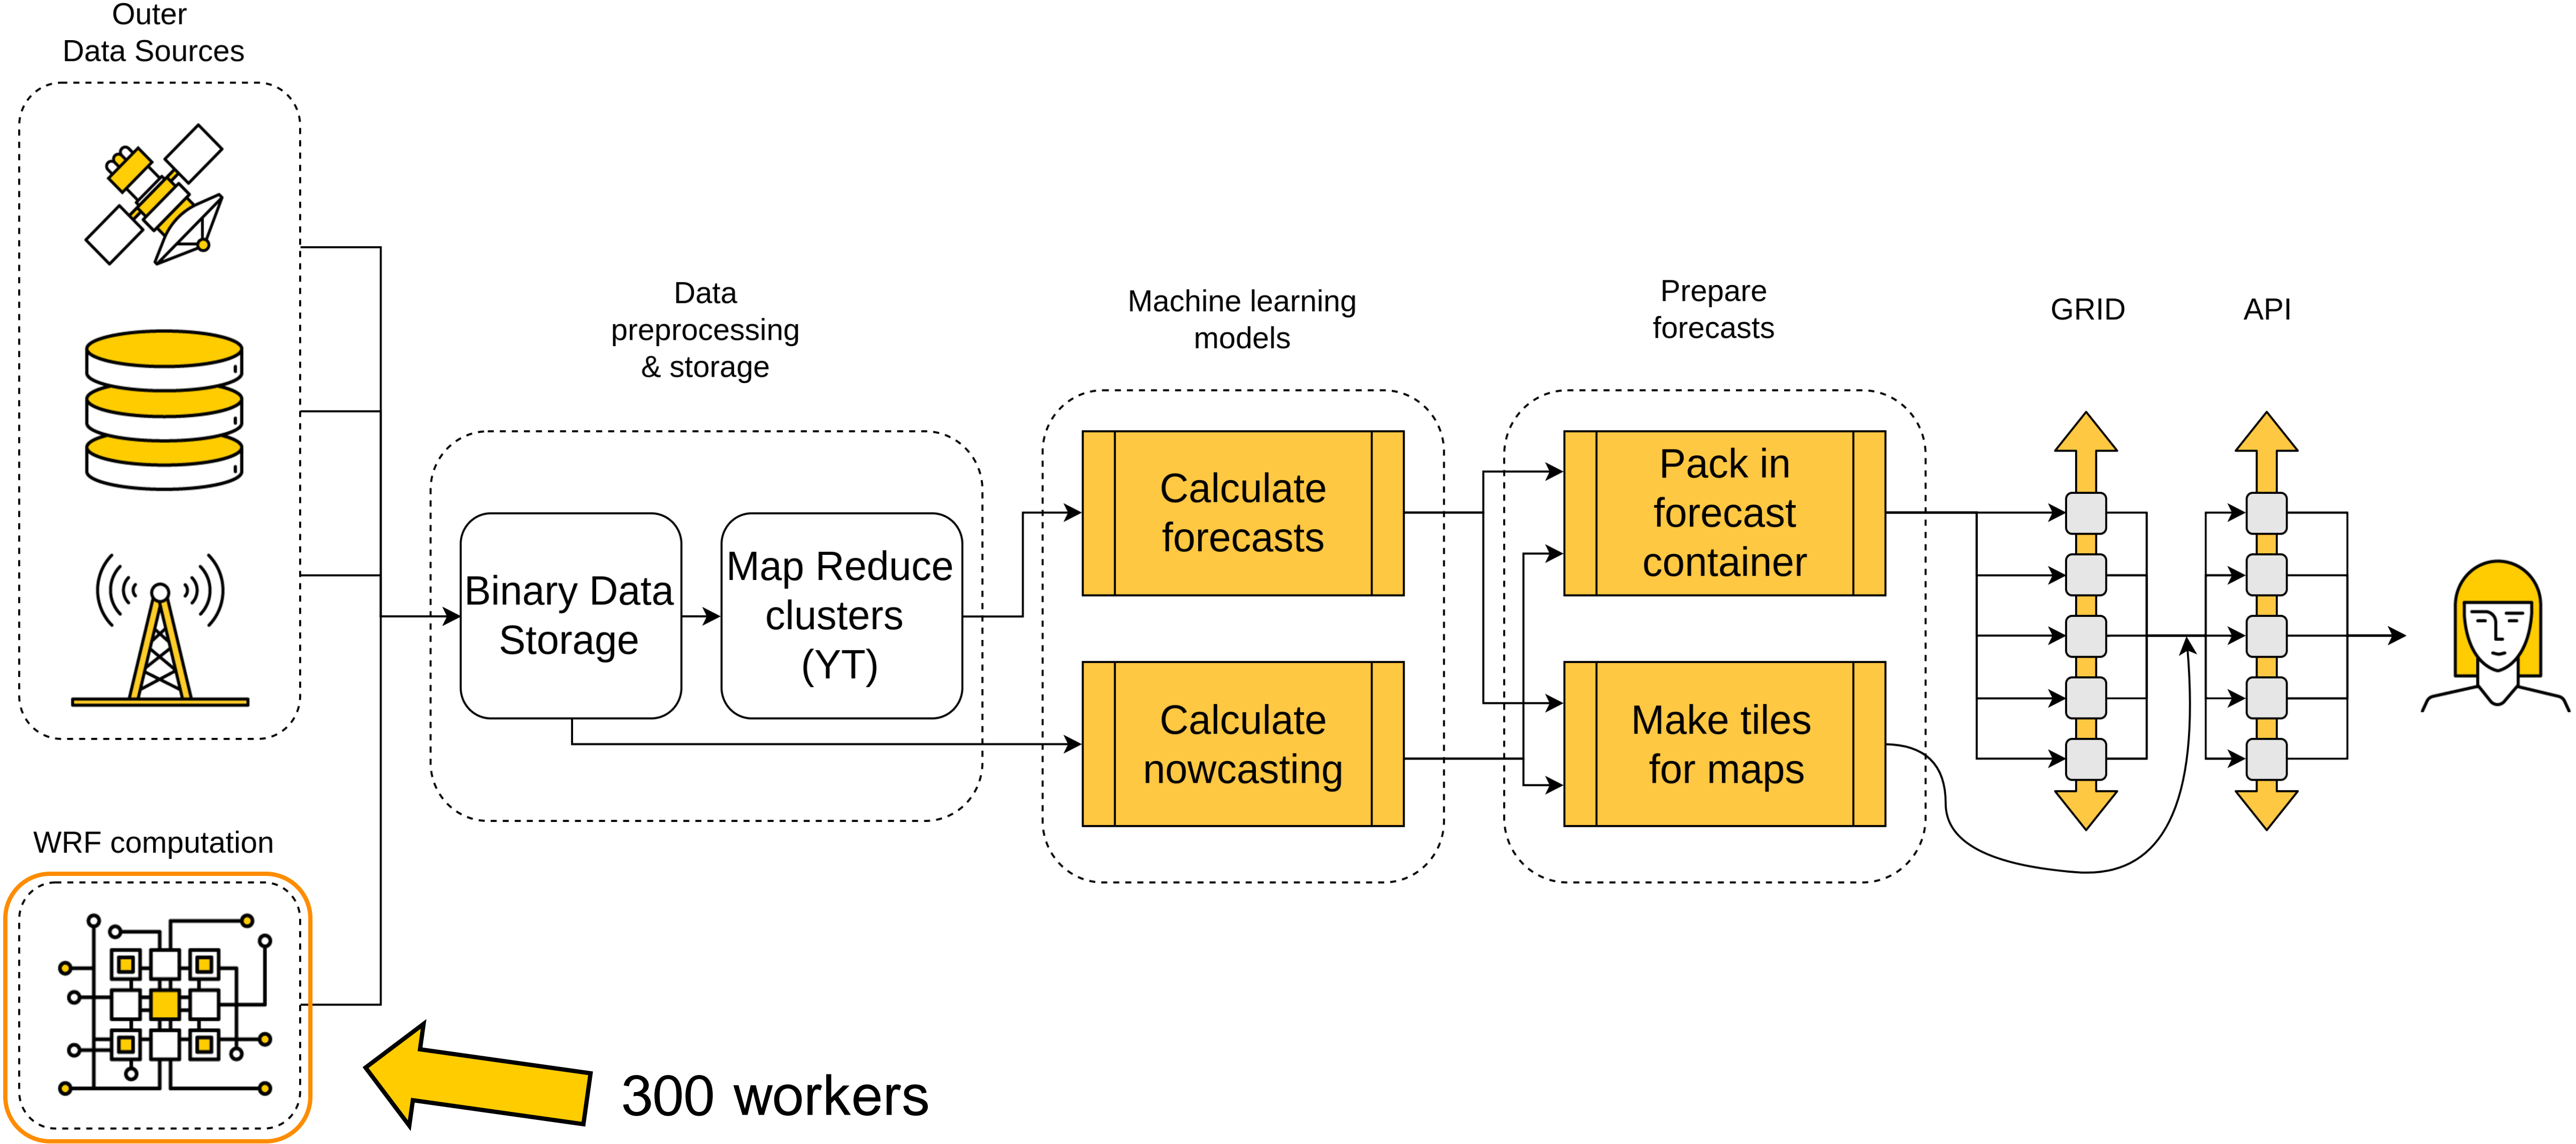 Outer
Data Sources
Data
preprocessing
& storage
Machine learning
models
Prepare
forecasts
GRID
API
Binary Data
Storage
Map Reduce
clusters
(YT)
Calculate
forecasts
Calculate
nowcasting
Pack in
forecast
container
Make tiles
for maps
WRF computation
300 workers